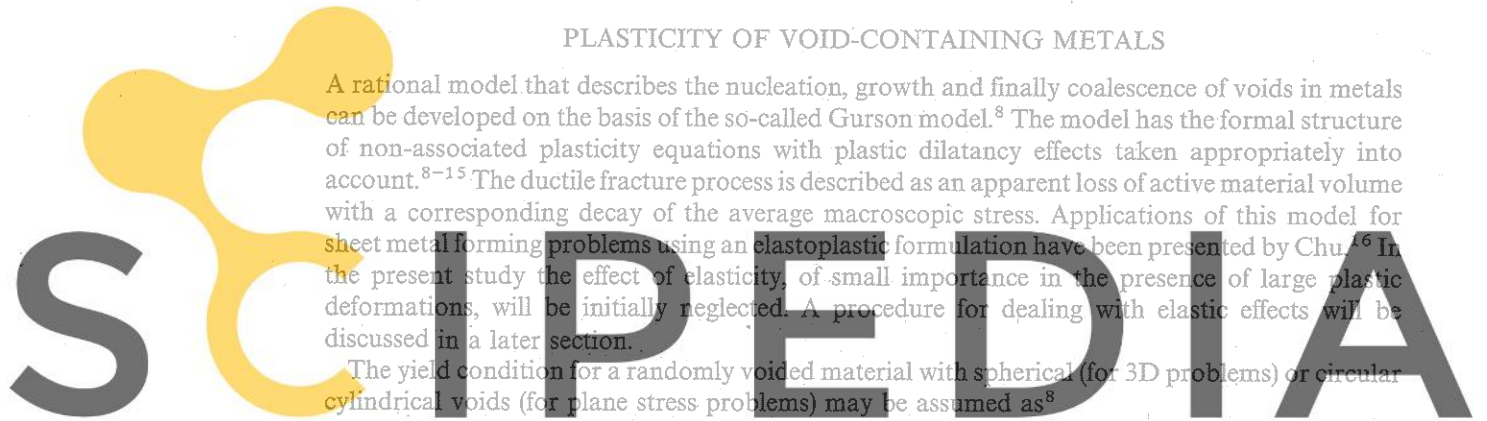 PLASTICITY OF VOID-CONTAINING METALS
A rational model that describes the nucleation, growth and finally coalescence of voids in metals
can be developed on the basis of the so-called Gurson model.⁸ The model has the formal structure
of non-associated plasticity equations with plastic dilatancy effects taken appropriately into
account.⁸⁻¹⁵ The ductile fracture process is described as an apparent loss of active material volume
with a corresponding decay of the average macroscopic stress. Applications of this model for
sheet metal forming problems using an elastoplastic formulation have been presented by Chu.¹⁶ In
the present study the effect of elasticity, of small importance in the presence of large plastic
deformations, will be initially neglected. A procedure for dealing with elastic effects will be
discussed in a later section.
The yield condition for a randomly voided material with spherical (for 3D problems) or circular
cylindrical voids (for plane stress problems) may be assumed as⁸
SCIPEDIA